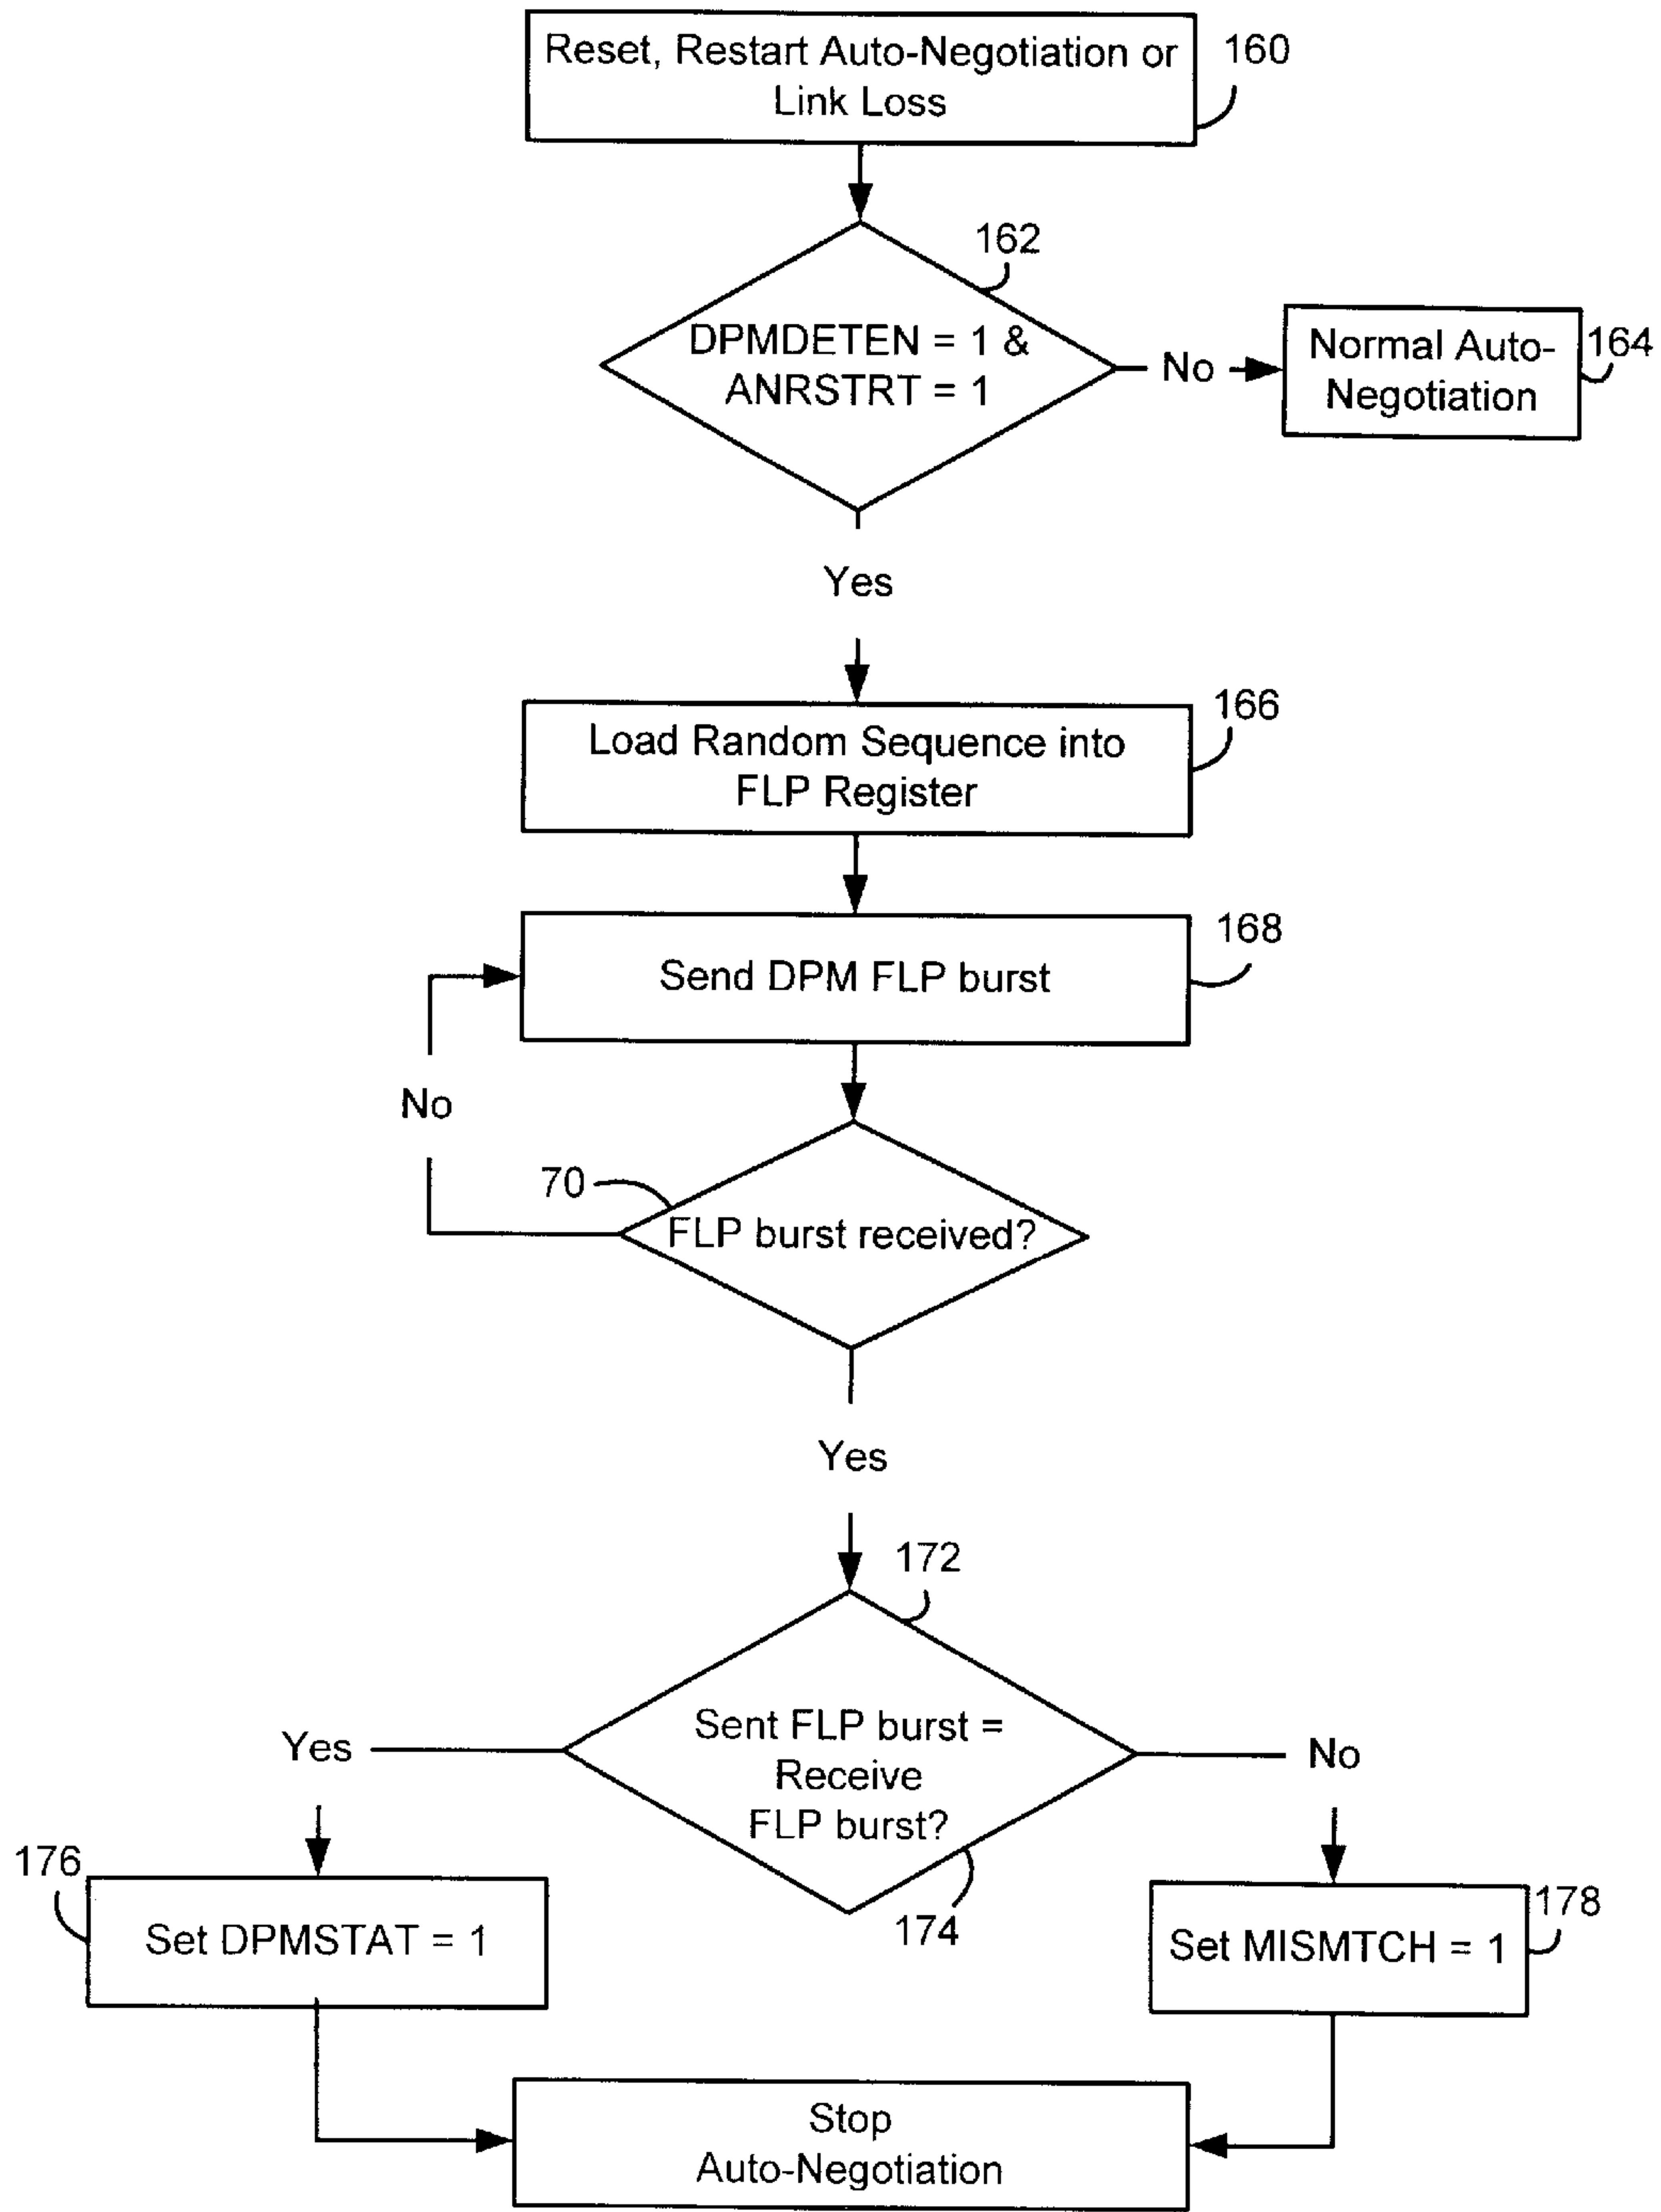 Reset, Restart Auto-Negotiation or
Link Loss
160
162
DPMDETEN = 1 &
ANRSTRT = 1
No
Normal Auto-
Negotiation
164
Yes
166
Load Random Sequence into
FLP Register
168
Send DPM FLP burst
No
70
FLP burst received?
Yes
172
Sent FLP burst =
Receive
FLP burst?
Yes
No
174
176
Set DPMSTAT = 1
178
Set MISMTCH = 1
Stop
Auto-Negotiation